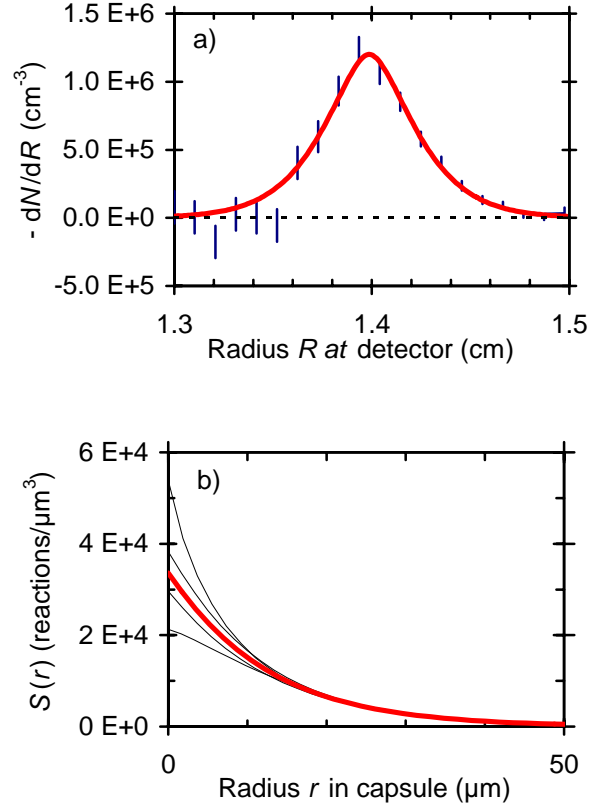 1.5 E+6
a)
1.0 E+6
5.0 E+5
0.0 E+0
-5.0 E+5
- dN/dR (cm-3)
1.3 1.4 1.5
Radius R at detector (cm)
6 E+4
b)
4 E+4
2 E+4
0 E+0
S(r) (reactions/µm3)
0 50
Radius r in capsule (µm)